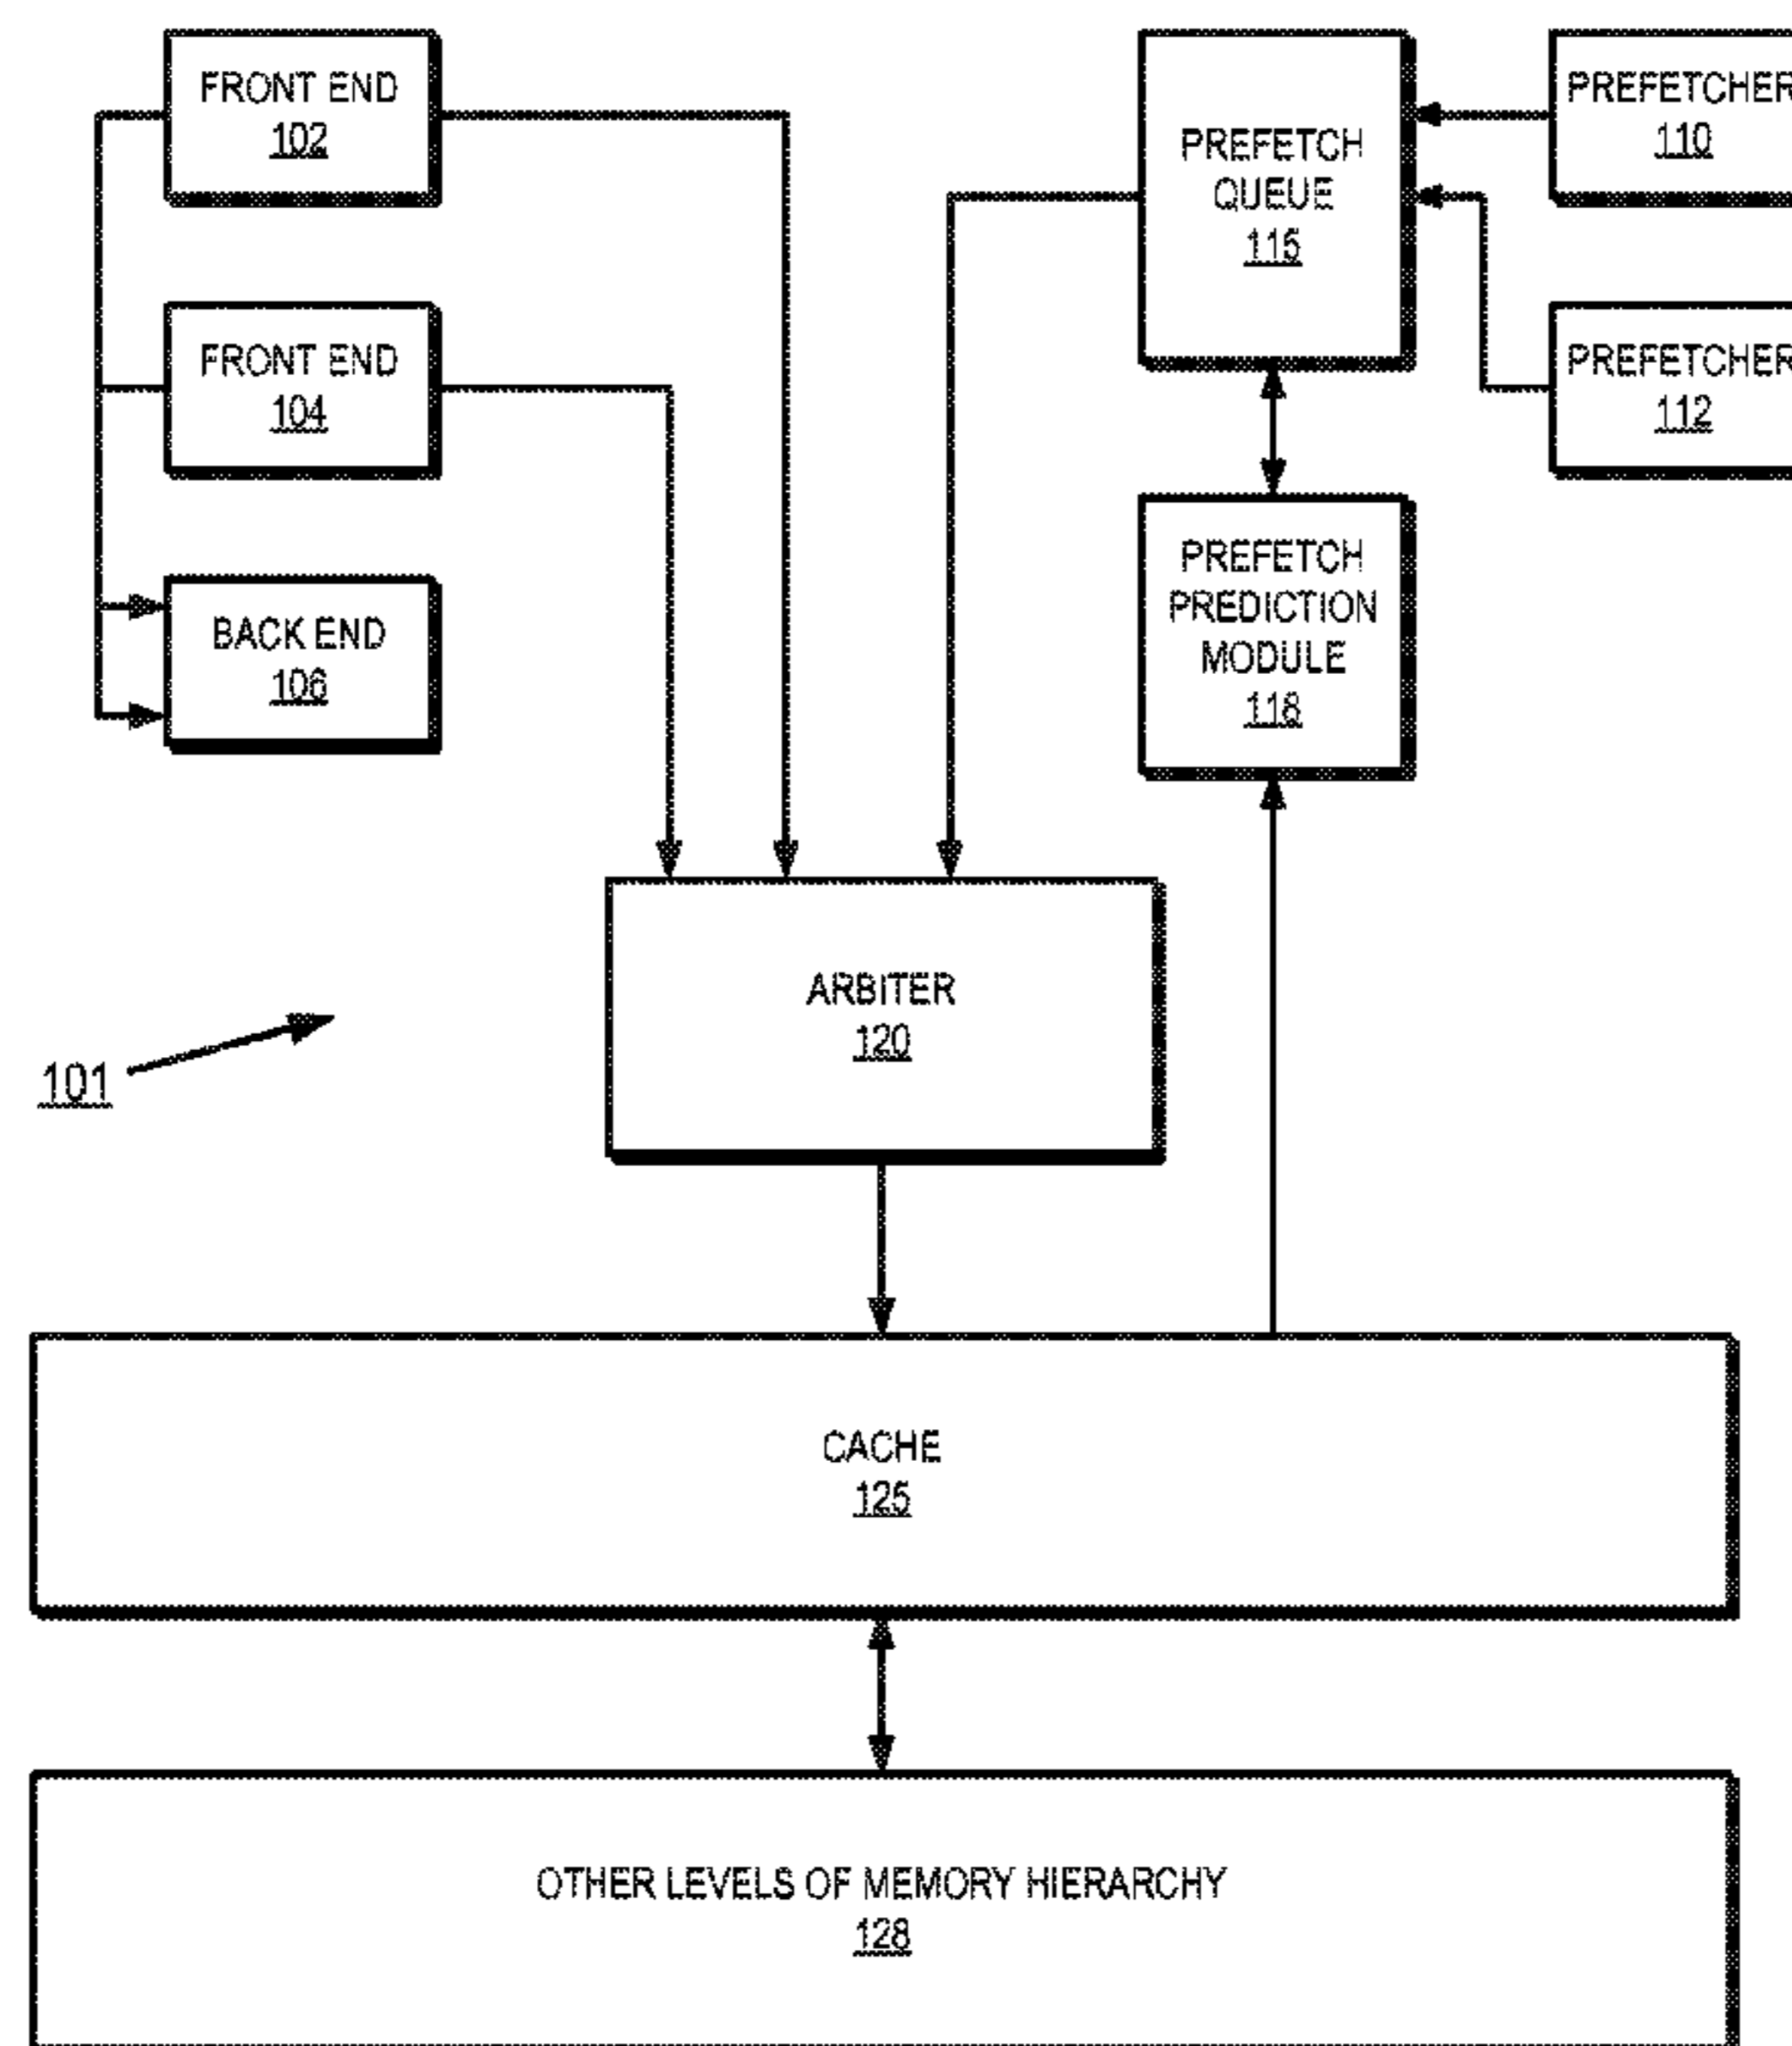 FRONT END
102
PREFETCH
QUEUE
115
PREFETCHER
110
FRONT END
104
PREFETCHER
112
BACK END
106
PREFETCH
PREDICTION
MODULE
118
ARBITER
120
101
CACHE
125
OTHER LEVELS OF MEMORY HIERARCHY
128